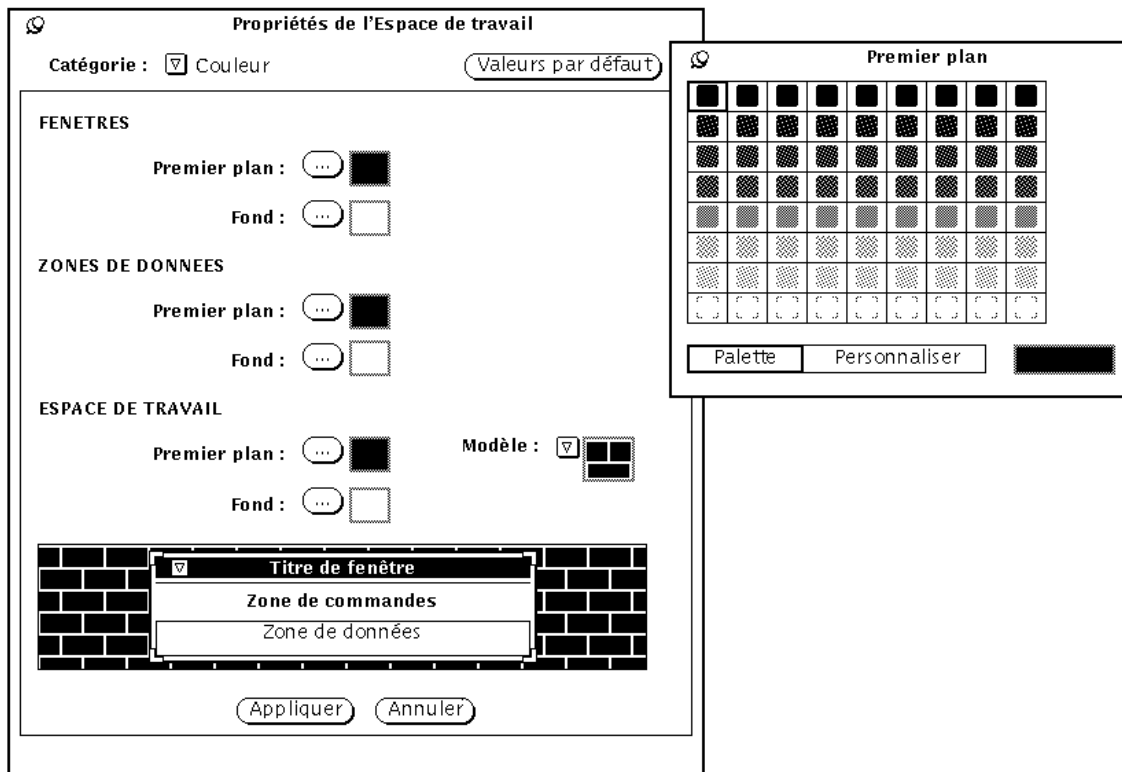 Propriétés de l'Espace de travail
Catégorie : Couleur
Valeurs par défaut
FENETRES
Premier plan : ...
Fond : ...
ZONES DE DONNEES
Premier plan : ...
Fond : ...
ESPACE DE TRAVAIL
Premier plan : ...
Modèle :
Fond : ...
Titre de fenêtre
Zone de commandes
Zone de données
Appliquer
Annuler
Premier plan
Palette
Personnaliser